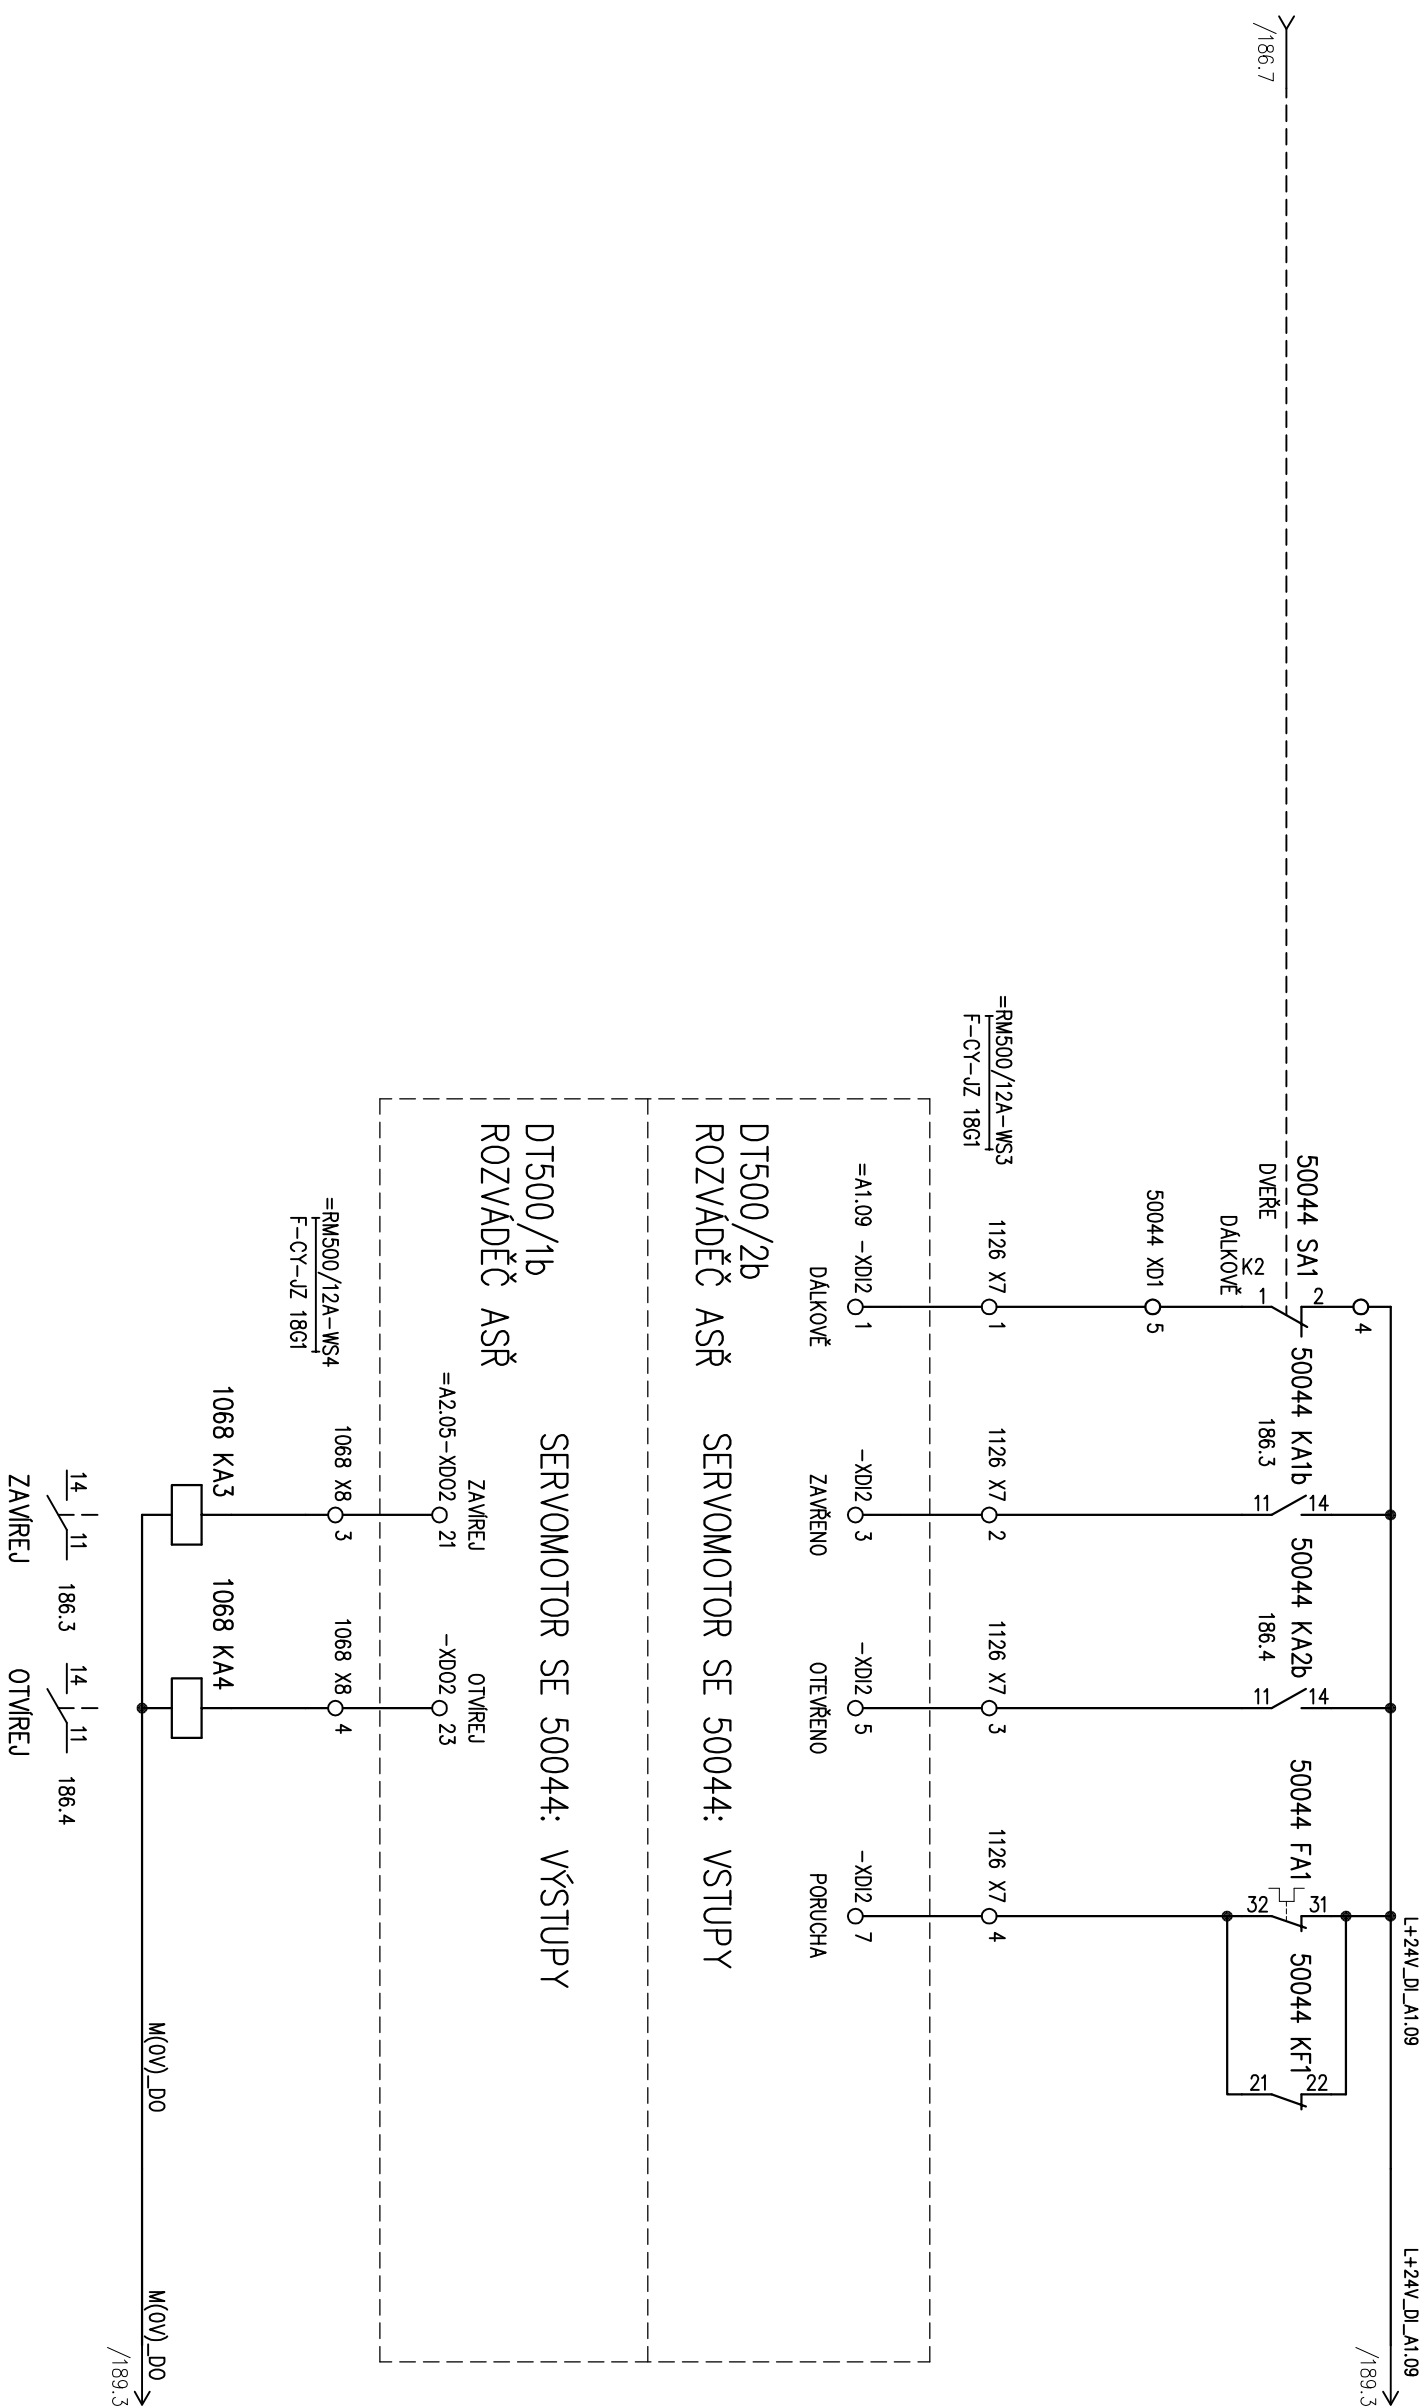 L+24V_DI_A1.09
L+24V_DI_A1.09
/189.3
/186.7
50044 SA1
DVEŘE
K2
DÁLKOVĚ
1
2
4
50044 KA1b
186.3
11
14
50044 KA2b
186.4
11
14
50044 FA1
32
31
50044 KF1
21
22
50044 XD1
5
=RM500/12A-WS3
F-CY-JZ 18G1
1126 X7
1
1126 X7
2
1126 X7
3
1126 X7
4
=A1.09 -XDI2
1
-XDI2
3
-XDI2
5
-XDI2
7
DÁLKOVĚ
ZAVŘENO
OTEVŘENO
PORUCHA
DT500/2b
ROZVÁDĚČ ASŘ
SERVOMOTOR SE 50044: VSTUPY
DT500/1b
ROZVÁDĚČ ASŘ
SERVOMOTOR SE 50044: VÝSTUPY
ZAVÍREJ
OTVÍREJ
=A2.05-XDO2
21
-XDO2
23
=RM500/12A-WS4
F-CY-JZ 18G1
1068 X8
3
1068 X8
4
1068 KA3
1068 KA4
M(0V)_DO
M(0V)_DO
/189.3
14
11
186.3
14
11
186.4
ZAVÍREJ
OTVÍREJ